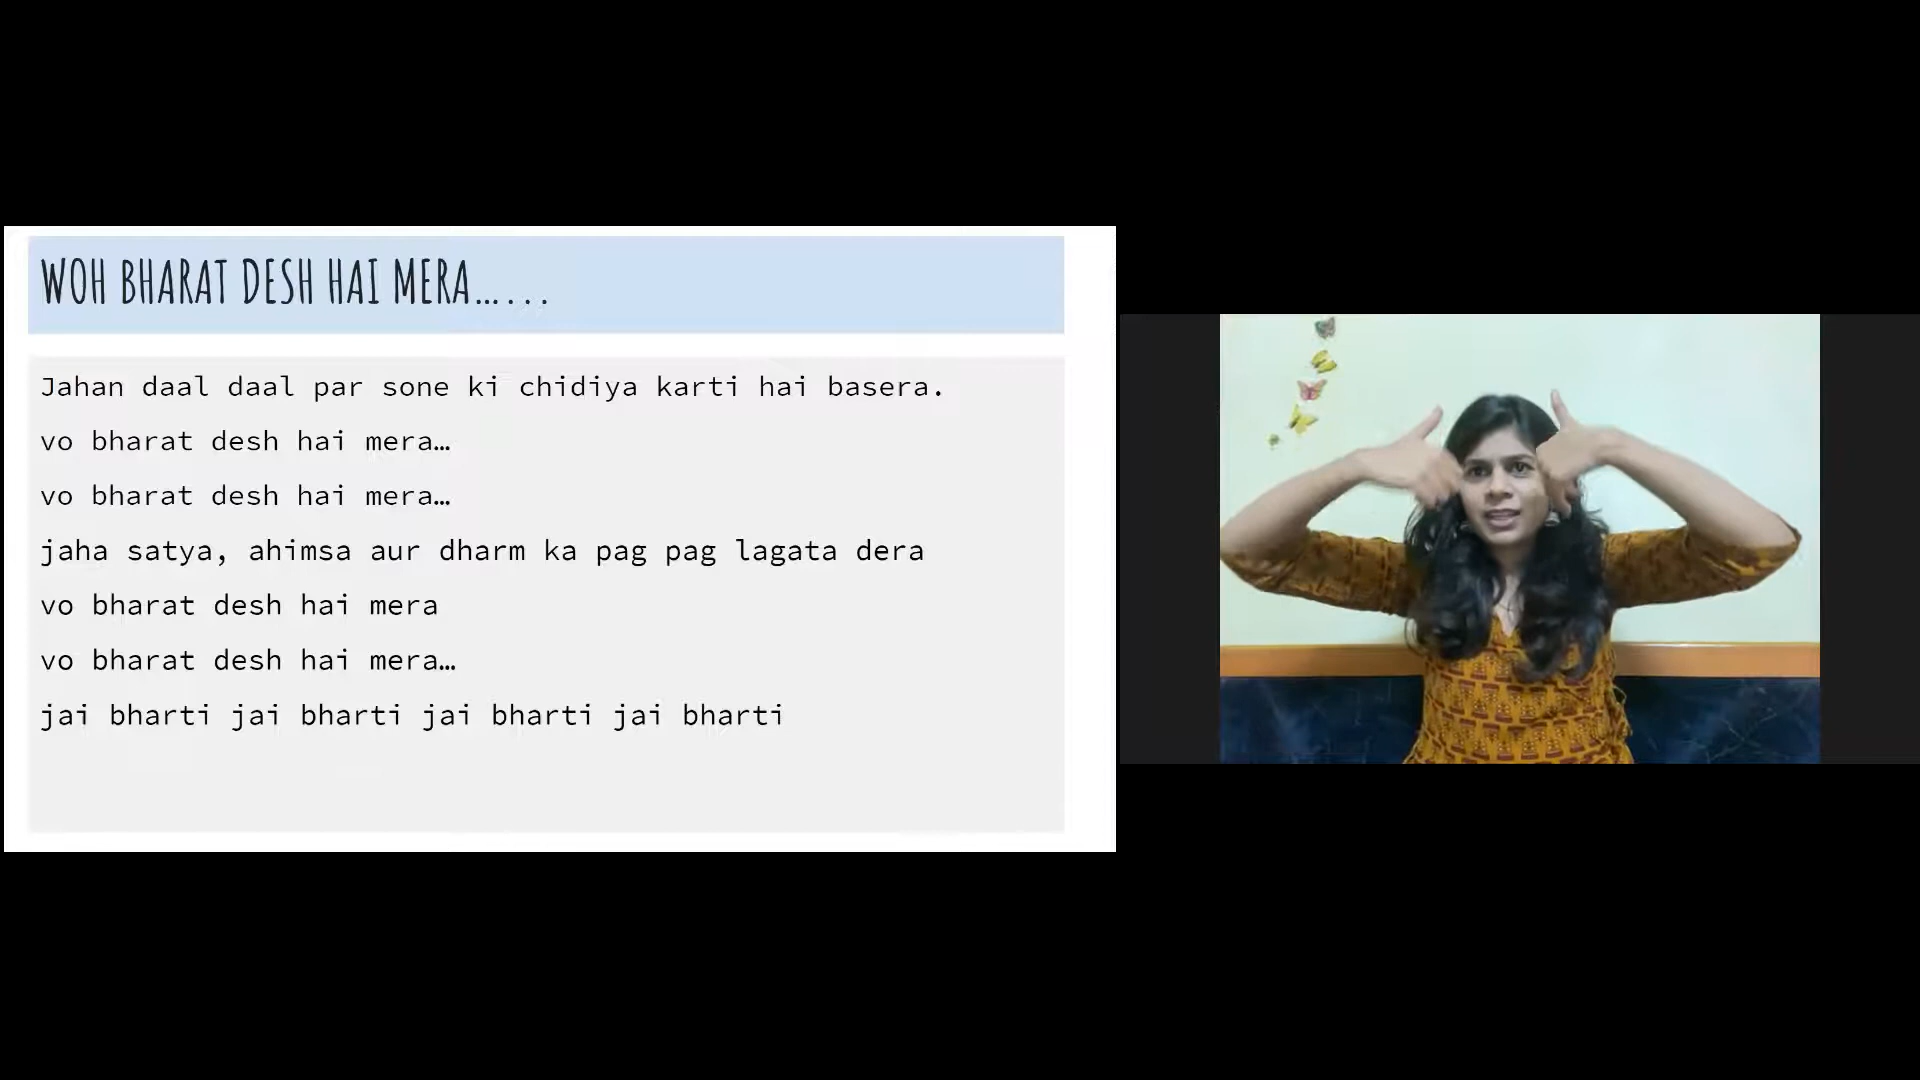 WOH BHARAT DESH HAI MERA…...
Jahan daal daal par sone ki chidiya karti hai basera.
vo bharat desh hai mera…
vo bharat desh hai mera…
jaha satya, ahimsa aur dharm ka pag pag lagata dera
vo bharat desh hai mera
vo bharat desh hai mera…
jai bharti jai bharti jai bharti jai bharti